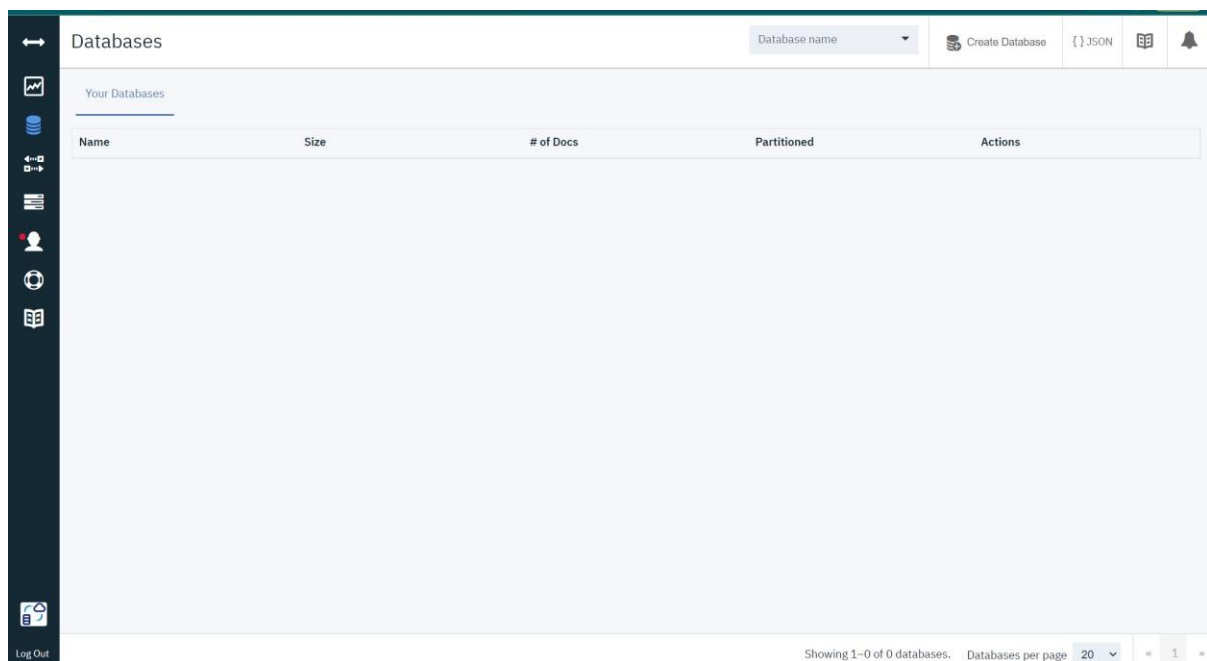 Databases
Database name
Create Database
{ } JSON
Your Databases
Name Size # of Docs Partitioned Actions
Log Out
Showing 1–0 of 0 databases. Databases per page 20 « 1 »